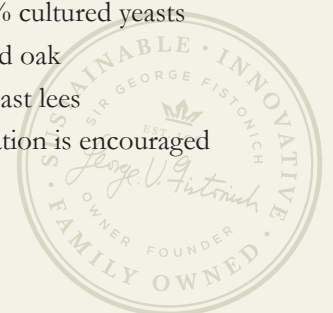 % cultured yeasts
d oak
ast lees
ation is encouraged
SUSTAINABLE • INNOVATIVE • FAMILY OWNED •
SIR GEORGE FISTONICH
EST.
George V. Fistonich
OWNER FOUNDER